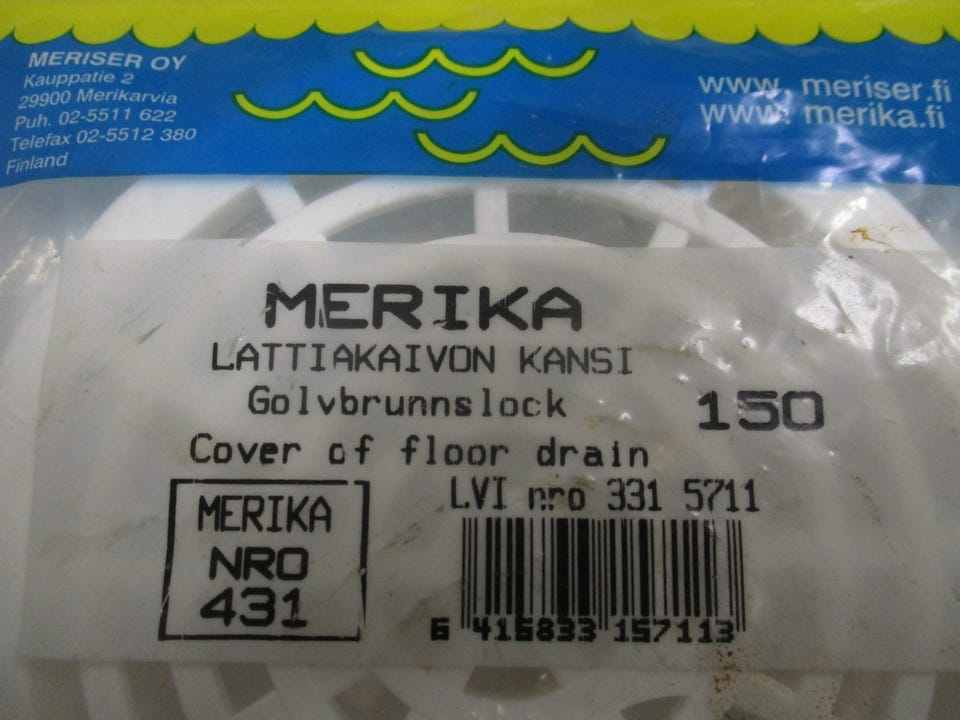 MERISER OY
Kauppatie 2
29900 Merikarvia
Puh. 02-5511 622
Telefax 02-5512 380
Finland
www. meriser.fi
www. merika.fi
MERIKA
LATTIAKAIVON KANSI
Golvbrunnslock
150
Cover of floor drain
LVI nro 331 5711
MERIKA
NRO
431
6 415833 157113